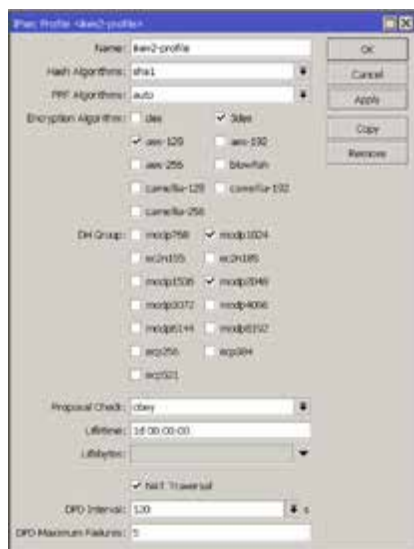 IPsec Profile <ikev2-profile>
Name: ikev2-profile
OK
Hash Algorithms: sha1
Cancel
PRF Algorithms: auto
Apply
Encryption Algorithm: des 3des
Copy
aes-128 aes-192
Remove
aes-256 blowfish
camellia-128 camellia-192
camellia-256
DH Group: modp768 modp1024
ec2n155 ec2n185
modp1536 modp2048
modp3072 modp4096
modp6144 modp8192
ecp256 ecp384
ecp521
Proposal Check: obey
Lifetime: 1d 00:00:00
Lifebytes:
NAT Traversal
DPD Interval: 120 s
DPD Maximum Failures: 5